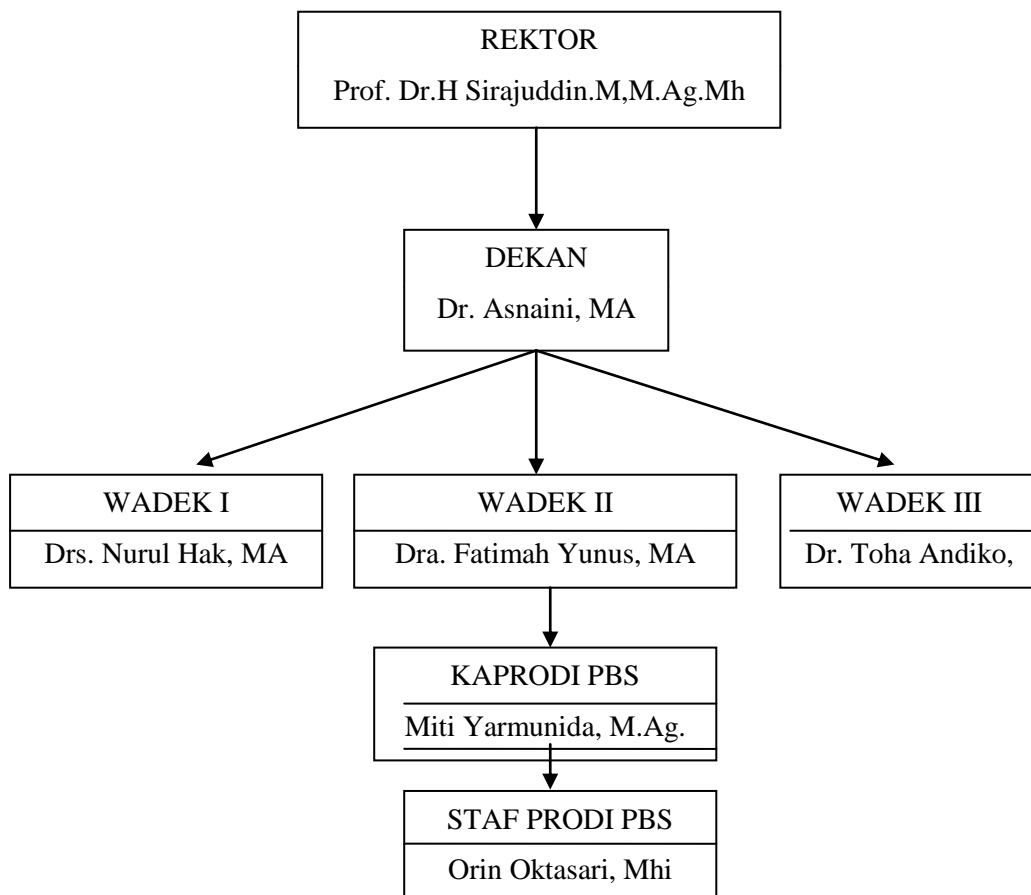 REKTOR
Prof. Dr.H Sirajuddin.M,M.Ag.Mh
DEKAN
Dr. Asnaini, MA
WADEK I
Drs. Nurul Hak, MA
WADEK II
Dra. Fatimah Yunus, MA
WADEK III
Dr. Toha Andiko,
KAPRODI PBS
Miti Yarmunida, M.Ag.
STAF PRODI PBS
Orin Oktasari, Mhi